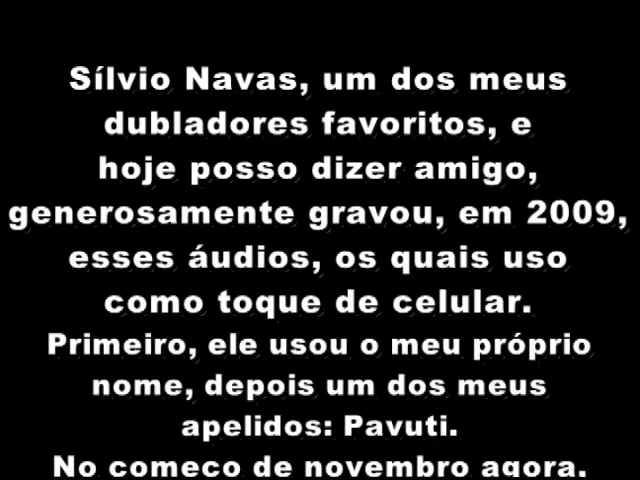 Sílvio Navas, um dos meus
dubladores favoritos, e
hoje posso dizer amigo,
generosamente gravou, em 2009,
esses áudios, os quais uso
como toque de celular.
Primeiro, ele usou o meu próprio
nome, depois um dos meus
apelidos: Pavuti.
No começo de novembro agora,